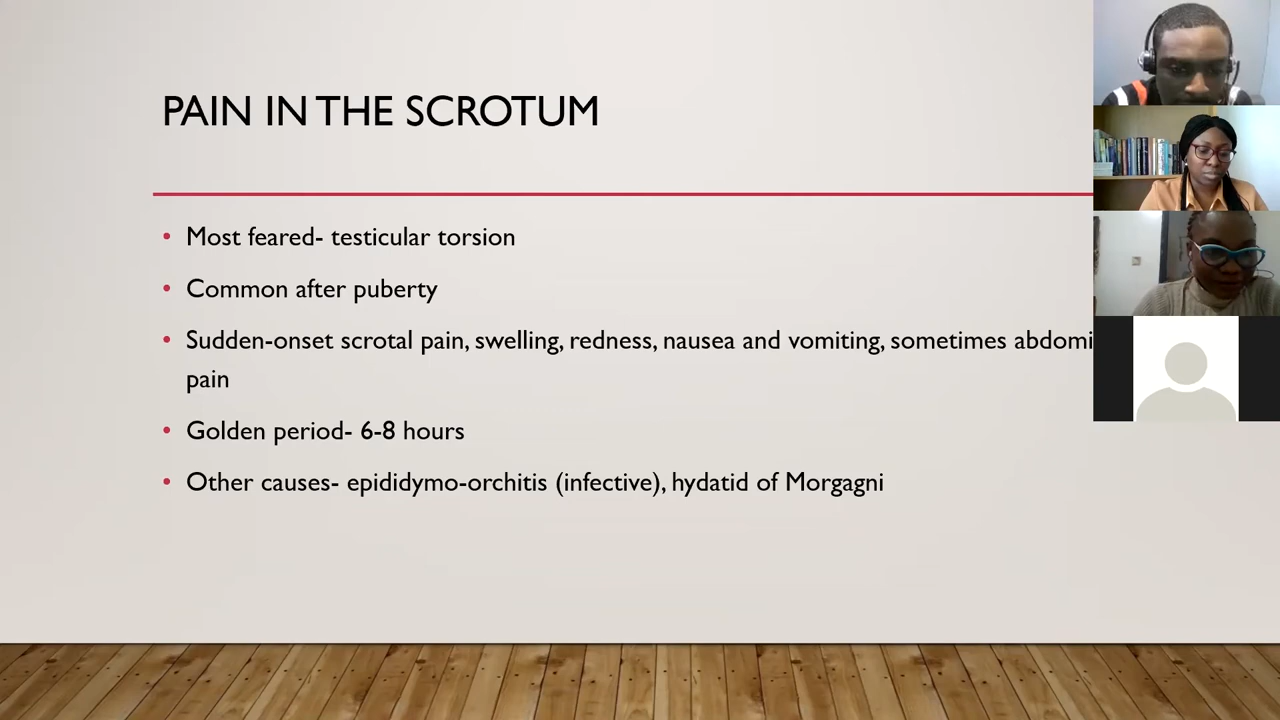 PAIN IN THE SCROTUM
• Most feared- testicular torsion
• Common after puberty
• Sudden-onset scrotal pain, swelling, redness, nausea and vomiting, sometimes abdomi
pain
• Golden period- 6-8 hours
• Other causes- epididymo-orchitis (infective), hydatid of Morgagni